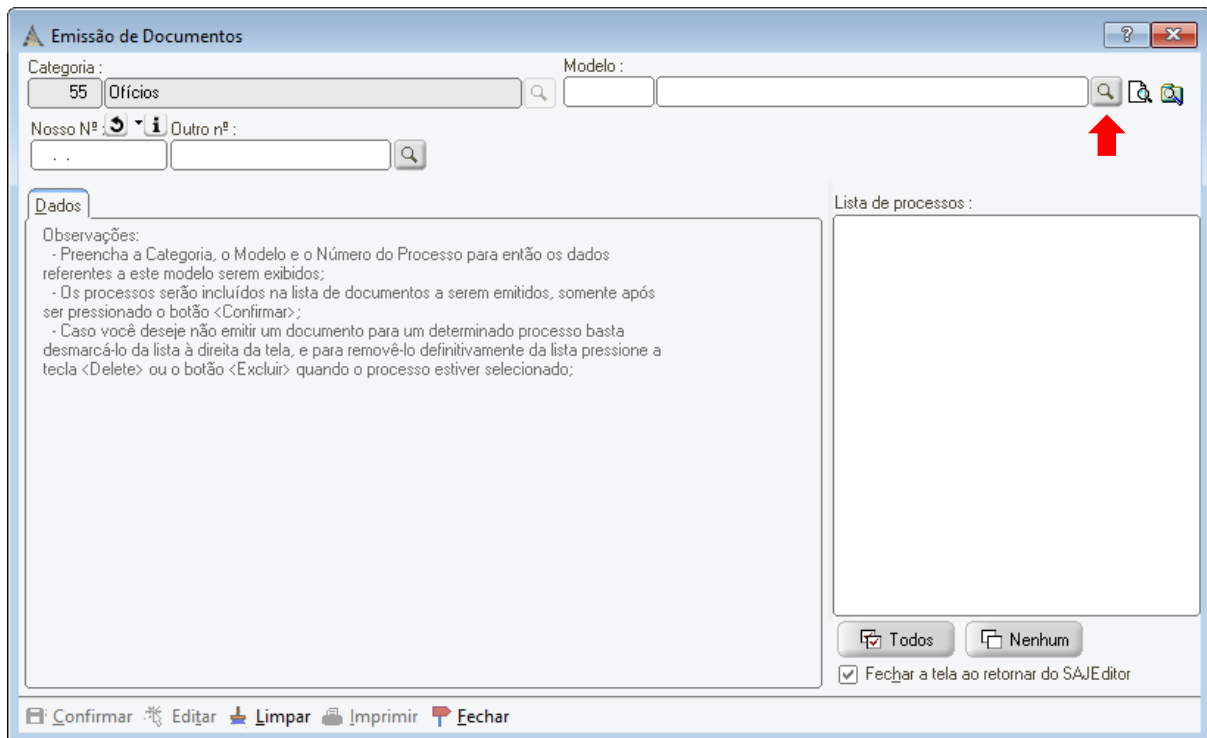 Emissão de Documentos
Categoria :
Modelo :
55 Ofícios
Nosso Nº : Outro nº :
. .
Dados
Lista de processos :
Observações:
- Preencha a Categoria, o Modelo e o Número do Processo para então os dados
referentes a este modelo serem exibidos;
- Os processos serão incluídos na lista de documentos a serem emitidos, somente após
ser pressionado o botão <Confirmar>;
- Caso você deseje não emitir um documento para um determinado processo basta
desmarcá-lo da lista à direita da tela, e para removê-lo definitivamente da lista pressione a
tecla <Delete> ou o botão <Excluir> quando o processo estiver selecionado;
Todos Nenhum
Fechar a tela ao retornar do SAJEditor
Confirmar Editar Limpar Imprimir Fechar